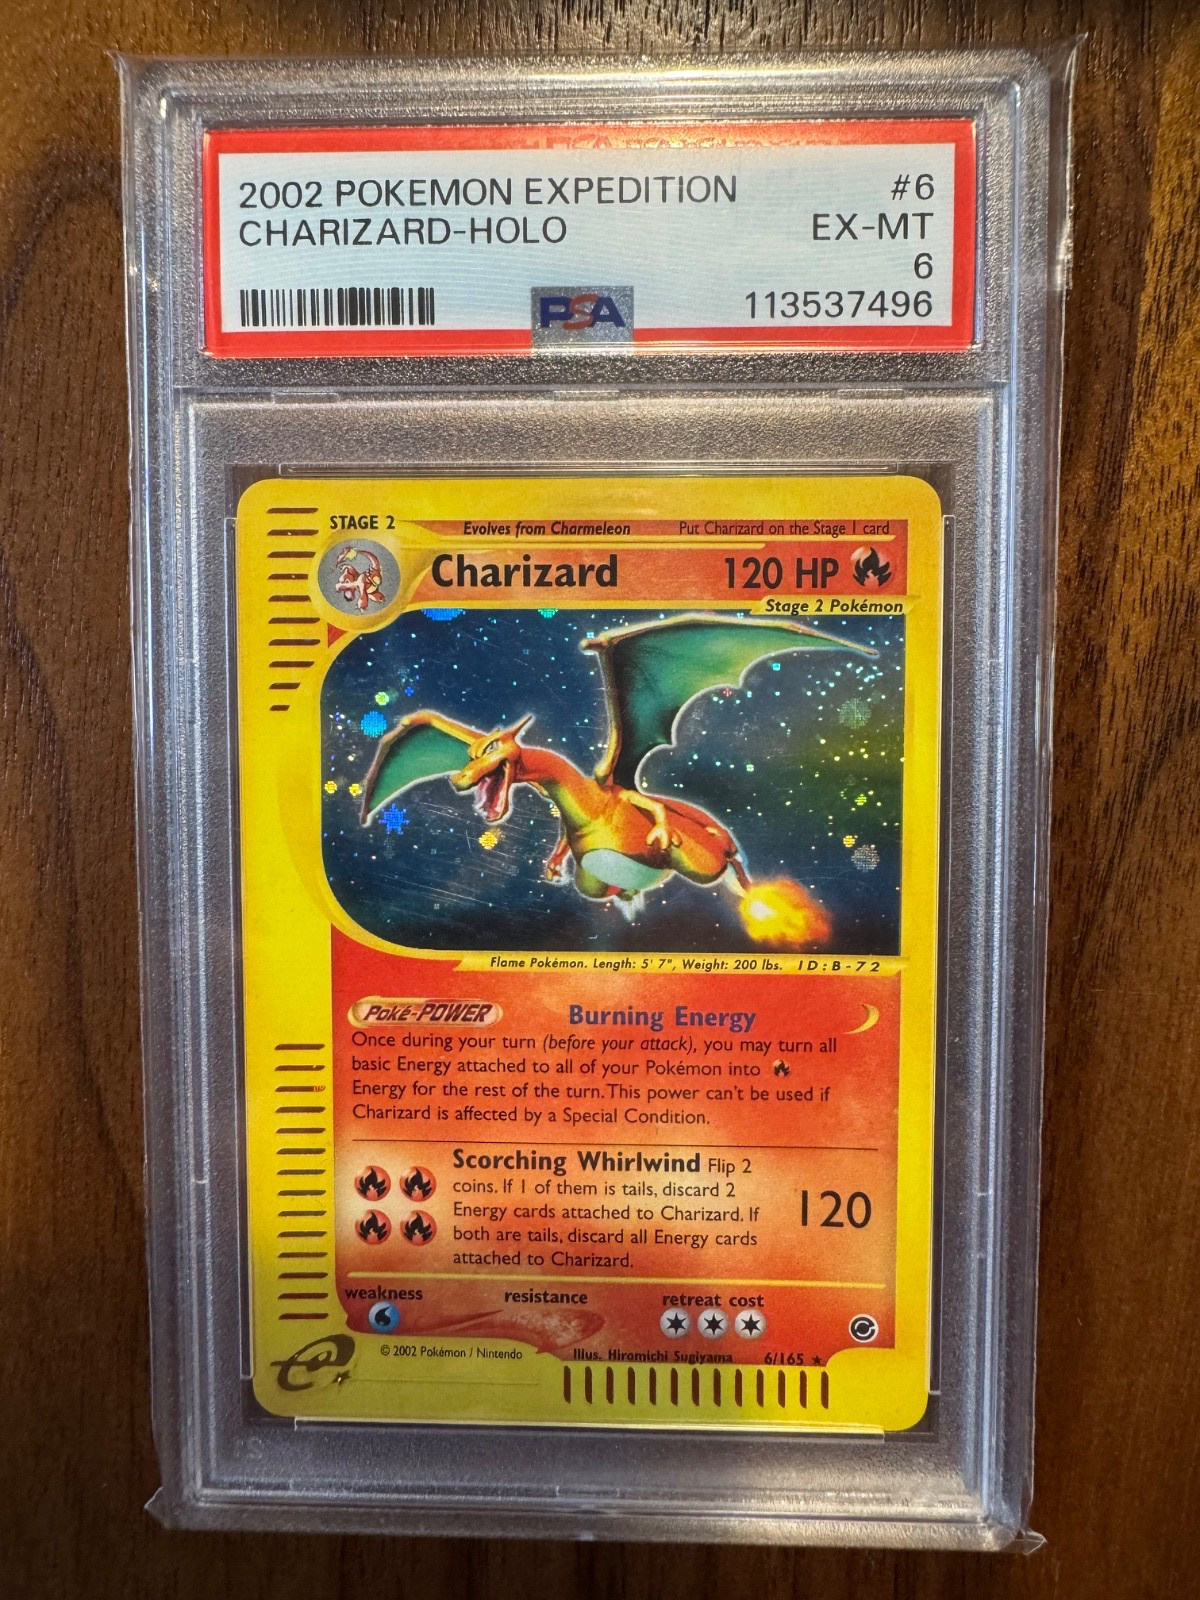 2002 POKEMON EXPEDITION #6
CHARIZARD-HOLO EX-MT
6
PSA 113537496
STAGE 2 Evolves from Charmeleon Put Charizard on the Stage 1 card
Charizard 120 HP
Stage 2 Pokémon
Flame Pokémon. Length: 5' 7", Weight: 200 lbs. ID:B-72
Poké-POWER Burning Energy
Once during your turn (before your attack), you may turn all
basic Energy attached to all of your Pokémon into
Energy for the rest of the turn. This power can't be used if
Charizard is affected by a Special Condition.
Scorching Whirlwind Flip 2
coins. If 1 of them is tails, discard 2
Energy cards attached to Charizard. If
both are tails, discard all Energy cards
attached to Charizard.
120
weakness resistance retreat cost
e
© 2002 Pokémon / Nintendo Illus. Hiromichi Sugiyama 6/165 ★